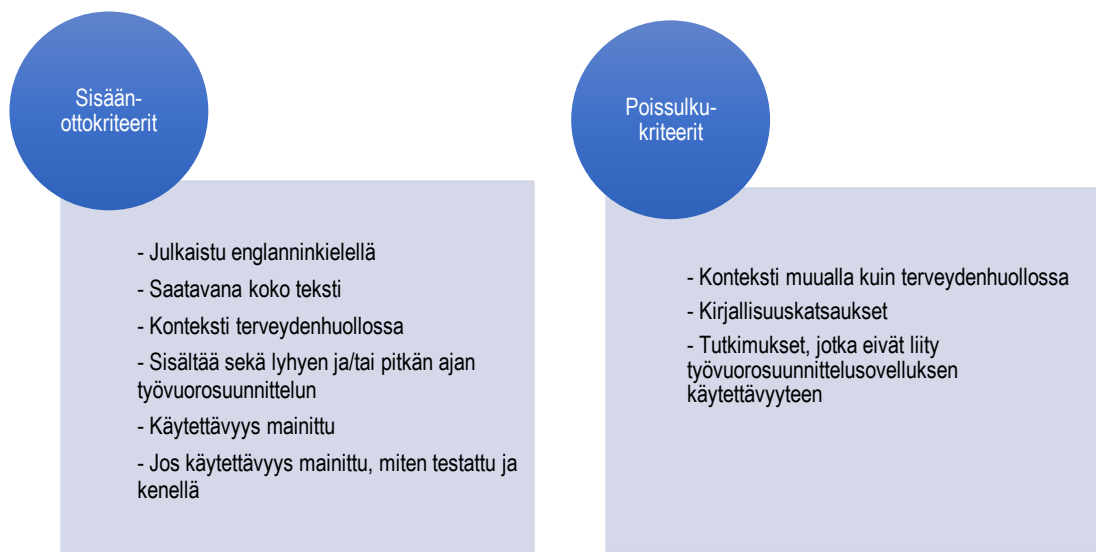 Sisään-
ottokriteerit
- Julkaistu englanninkielellä
- Saatavana koko teksti
- Konteksti terveydenhuollossa
- Sisältää sekä lyhyen ja/tai pitkän ajan
työvuorosuunnittelun
- Käytettävyys mainittu
- Jos käytettävyys mainittu, miten testattu ja
kenellä
Poissulku-
kriteerit
- Konteksti muualla kuin terveydenhuollossa
- Kirjallisuuskatsaukset
- Tutkimukset, jotka eivät liity
työvuorosuunnittelusovelluksen
käytettävyyteen